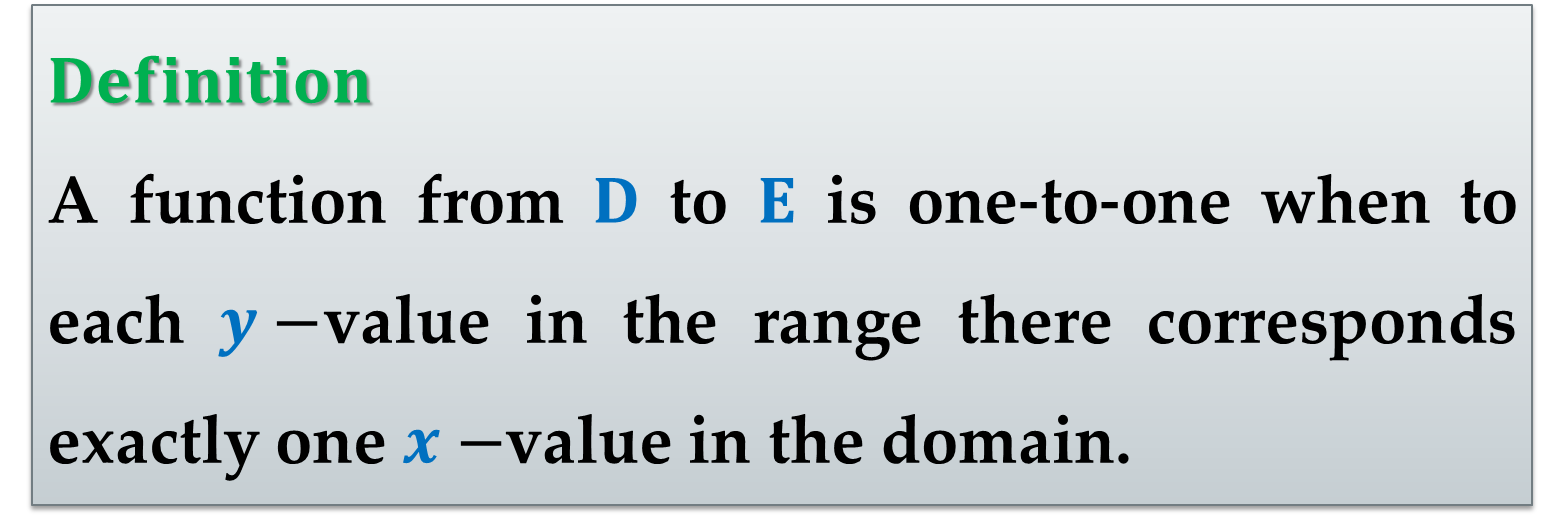 Definition
A function from D to E is one-to-one when to
each y −value in the range there corresponds
exactly one x −value in the domain.